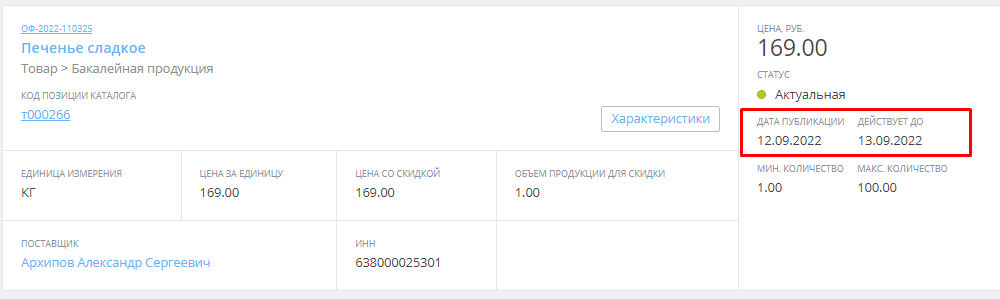 ОФ-2022-110325
Печенье сладкое
Товар > Бакалейная продукция
КОД ПОЗИЦИИ КАТАЛОГА
т000266
Характеристики
ЦЕНА, РУБ.
169.00
СТАТУС
Актуальная
ДАТА ПУБЛИКАЦИИ ДЕЙСТВУЕТ ДО
12.09.2022 13.09.2022
МИН. КОЛИЧЕСТВО МАКС. КОЛИЧЕСТВО
1.00 100.00
ЕДИНИЦА ИЗМЕРЕНИЯ ЦЕНА ЗА ЕДИНИЦУ ЦЕНА СО СКИДКОЙ ОБЪЕМ ПРОДУКЦИИ ДЛЯ СКИДКИ
КГ 169.00 169.00 1.00
ПОСТАВЩИК ИНН
Архипов Александр Сергеевич 638000025301